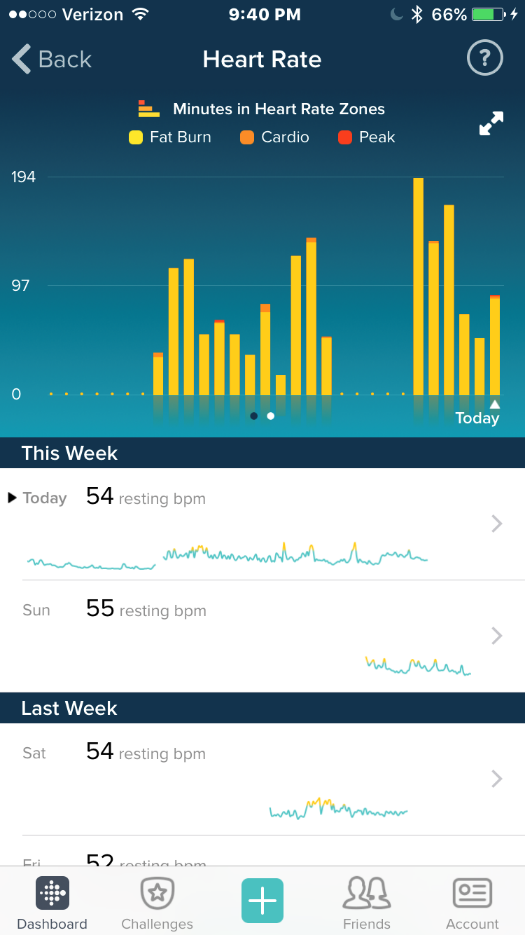 Verizon 9:40 PM 66%
Back Heart Rate ?
Minutes in Heart Rate Zones
Fat Burn Cardio Peak
194
97
0
Today
This Week
Today 54 resting bpm
Sun 55 resting bpm
Last Week
Sat 54 resting bpm
Fri 52 resting bpm
Dashboard Challenges Friends Account